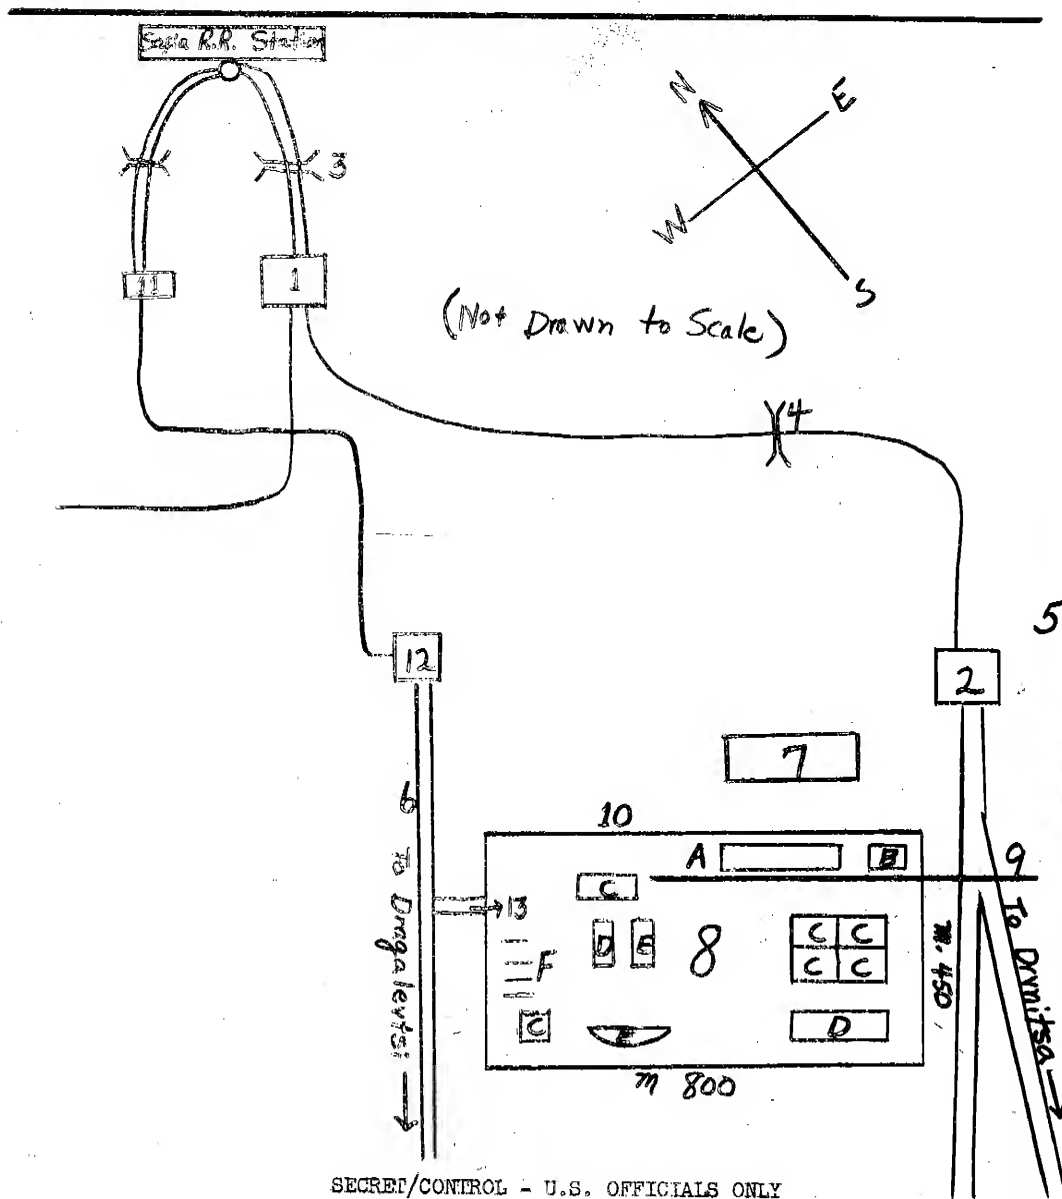 Sofia R.R. Station
N
E
3
W
11
1
S
(Not Drawn to Scale)
4
5
12
2
7
6
10
A
B
9
C
To Dragalevtsi
13
To Drvnitsa
D
E
8
C C
M. 450
F
C C
C
D
M 800
SECRET/CONTROL - U.S. OFFICIALS ONLY